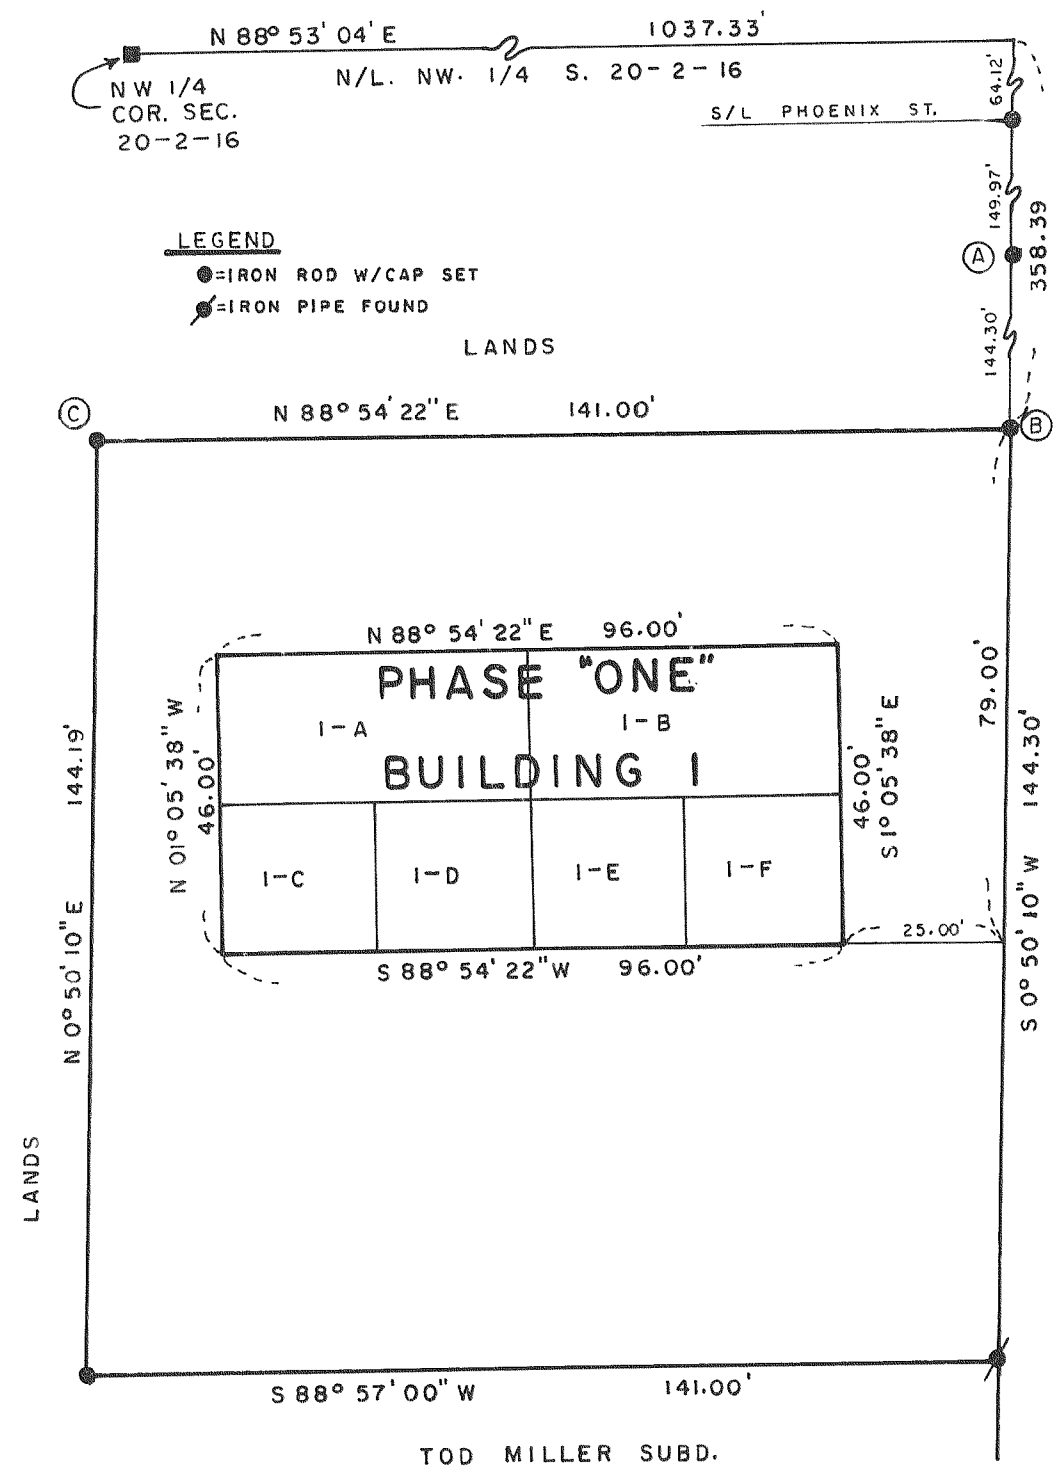 N 88° 53' 04' E 1037.33'
N/L. NW. 1/4 S. 20-2-16
NW 1/4
COR. SEC.
20-2-16
64.12'
S/L PHOENIX ST.
149.97'
358.39
A
LEGEND
=IRON ROD W/CAP SET
=IRON PIPE FOUND
144.30'
LANDS
C
N 88° 54' 22" E 141.00'
B
N 88° 54' 22" E 96.00'
PHASE "ONE"
1-A 1-B
BUILDING 1
1-C 1-D 1-E 1-F
N 01° 05' 38" W
46.00'
46.00'
S 1° 05' 38" E
79.00'
25.00'
S 88° 54' 22" W 96.00'
N 0° 50' 10" E 144.19'
S 0° 50' 10" W 144.30'
LANDS
S 88° 57' 00" W 141.00'
TOD MILLER SUBD.